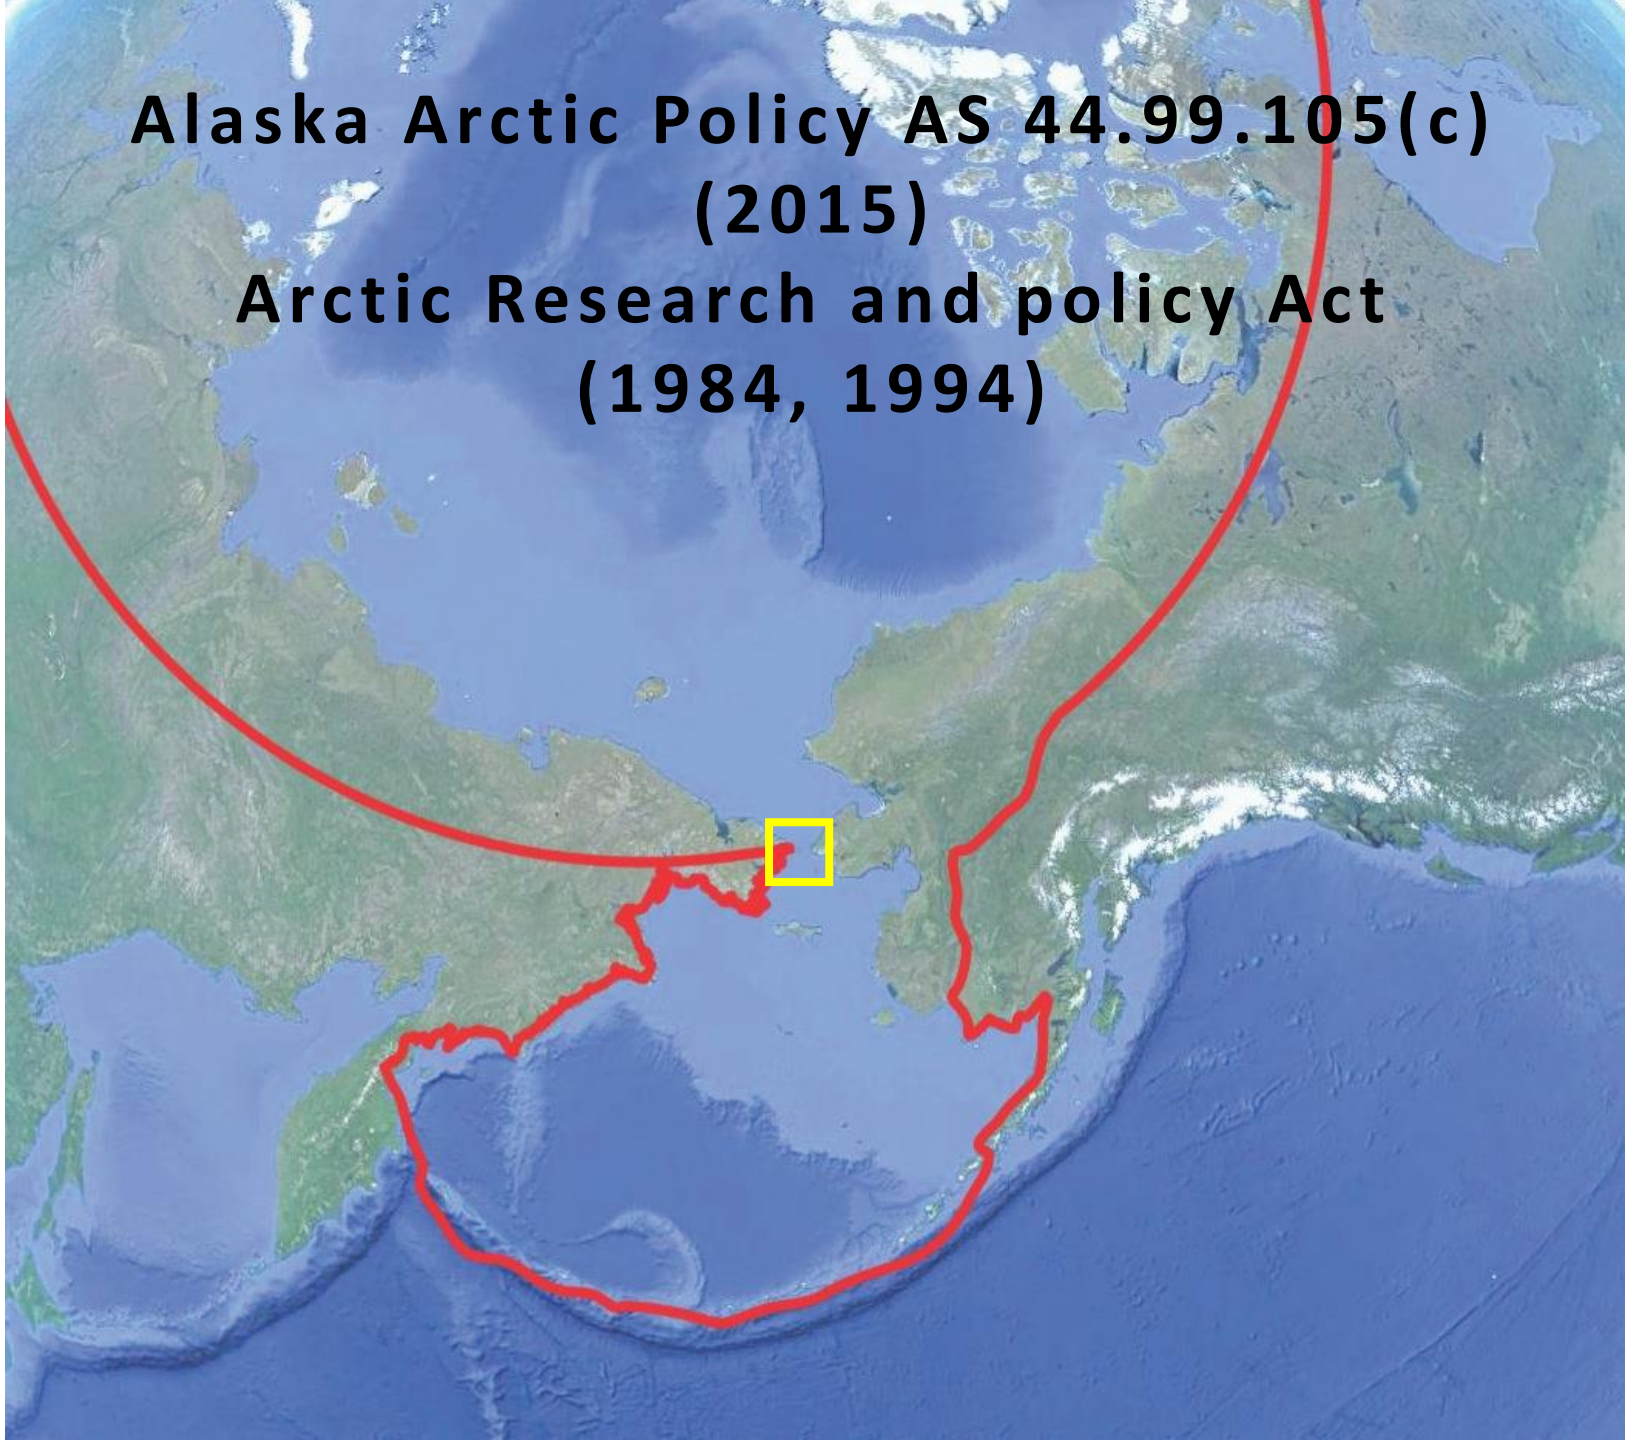 Alaska Arctic Policy AS 44.99.105(c)
(2015)
Arctic Research and policy Act
(1984, 1994)